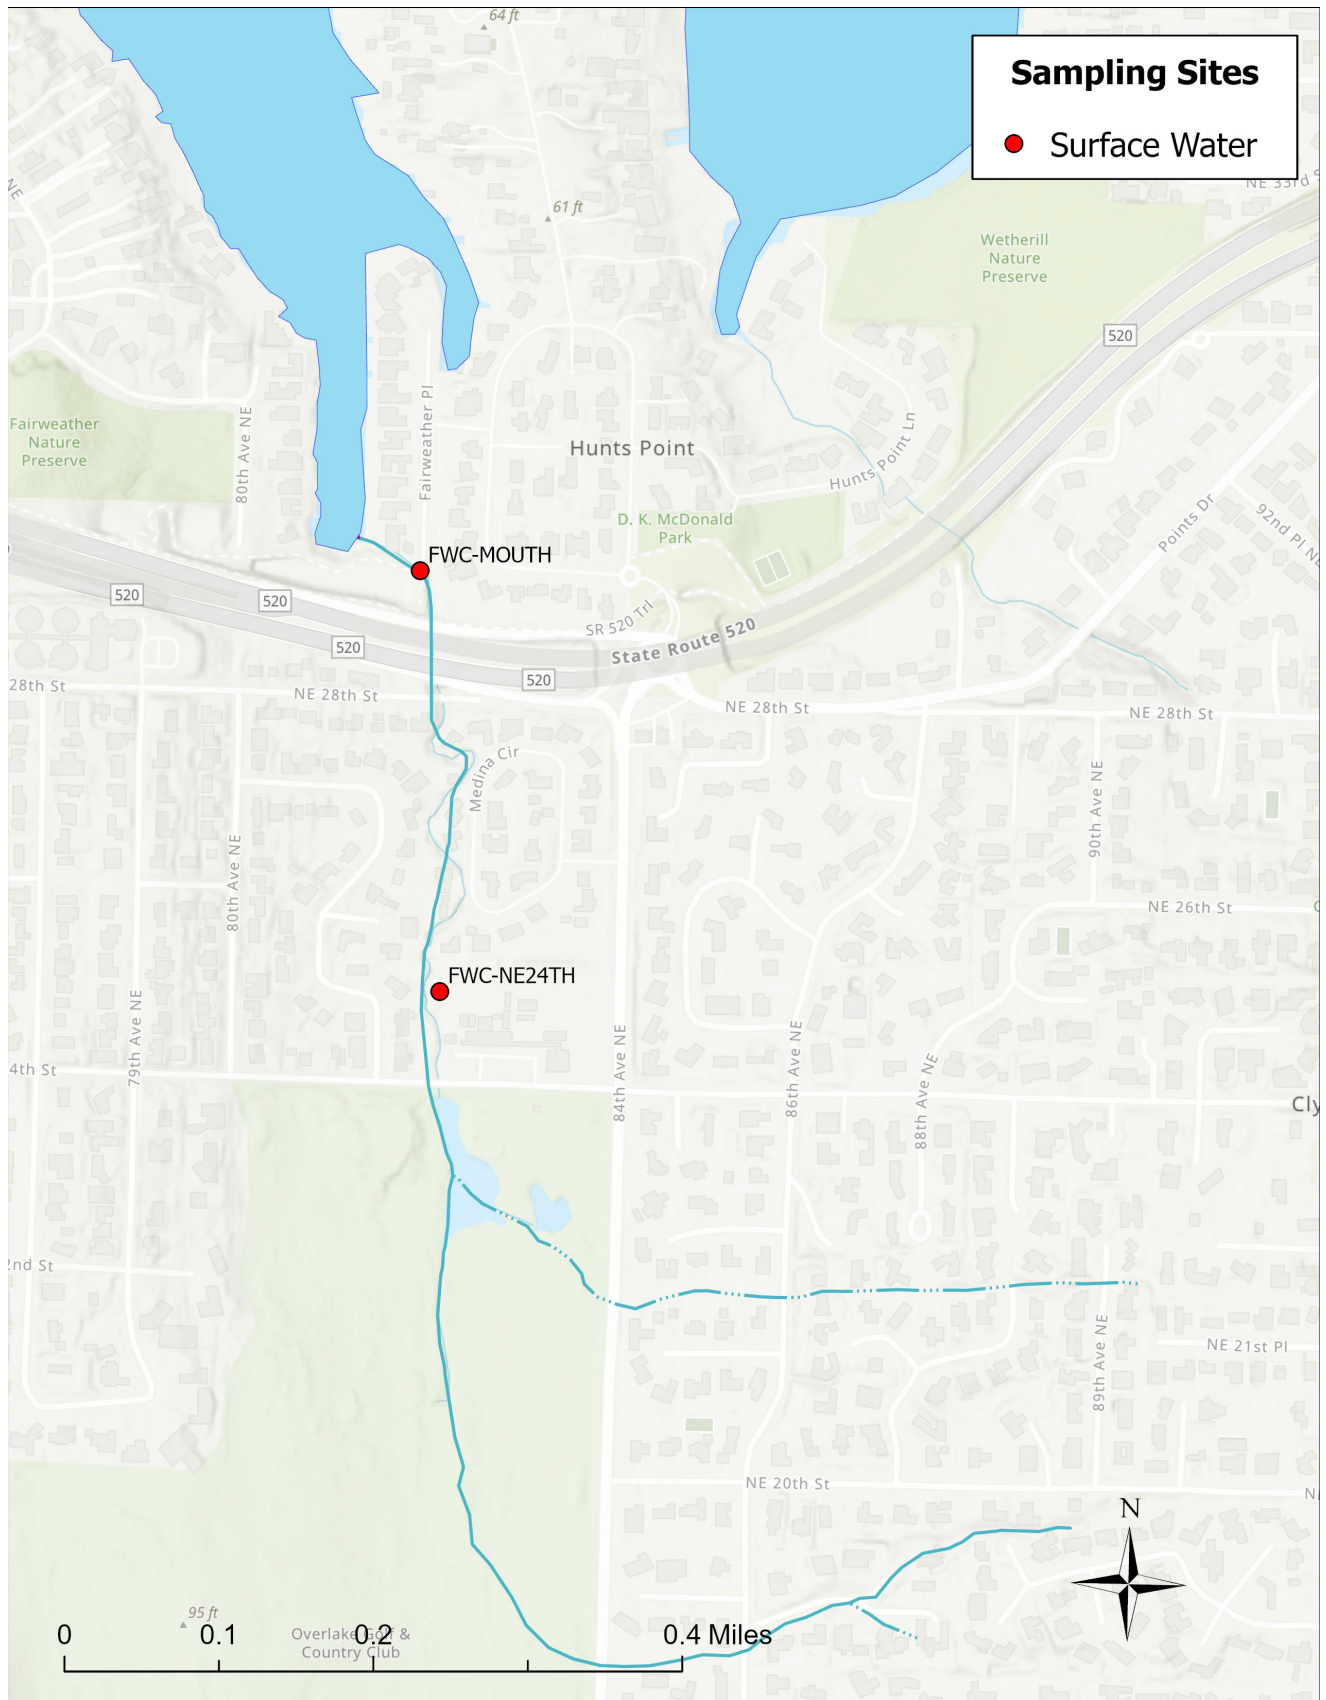 64 ft
Sampling Sites
Surface Water
NE
NE 33rd S
61 ft
Wetherill
Nature
Preserve
520
Fairweather
Nature
Preserve
80th Ave NE
Fairweather Pl
Hunts Point
Hunts Point Ln
D. K. McDonald
Park
Points Dr
92nd Pl NE
FWC-MOUTH
520
520
520
520
SR 520 Trl
State Route 520
28th St
NE 28th St
NE 28th St
NE 28th St
Medina Cir
80th Ave NE
90th Ave NE
NE 26th St
FWC-NE24TH
79th Ave NE
84th Ave NE
86th Ave NE
88th Ave NE
4th St
Cly
2nd St
89th Ave NE
NE 21st Pl
NE 20th St
N
95 ft
Overlake Golf &
Country Club
0
0.1
0.2
0.4 Miles